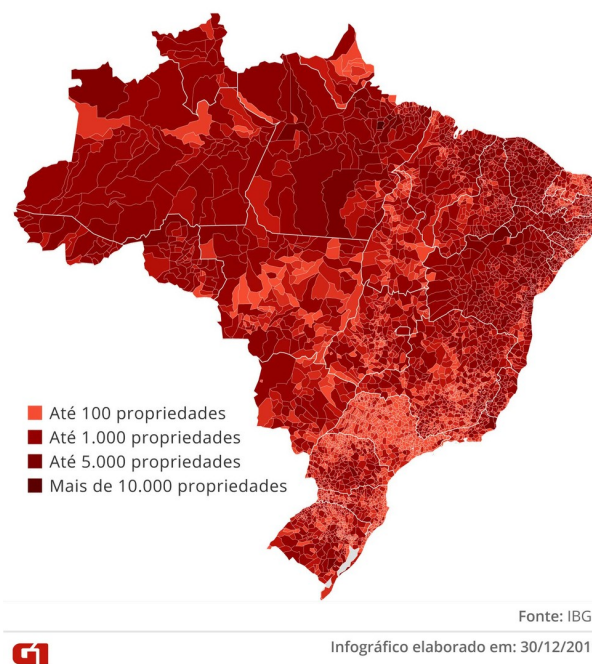 Até 100 propriedades
Até 1.000 propriedades
Até 5.000 propriedades
Mais de 10.000 propriedades
Fonte: IBG
Infográfico elaborado em: 30/12/201
G1